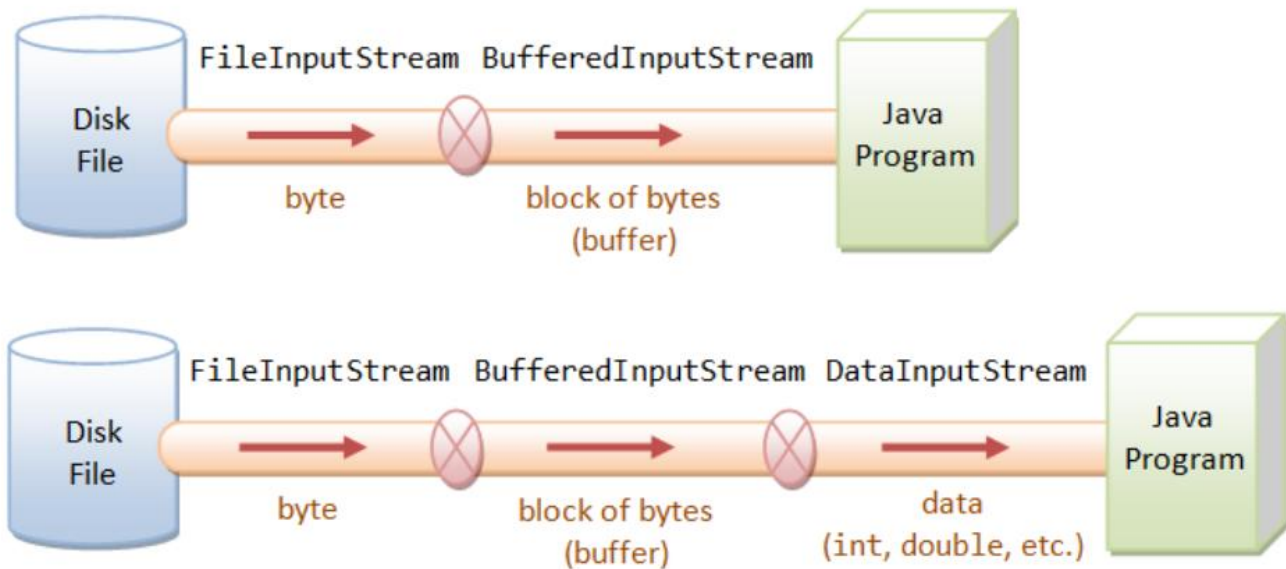 FileInputStream BufferedInputStream
Disk
File
Java
Program
byte
block of bytes
(buffer)
FileInputStream BufferedInputStream DataInputStream
Disk
File
Java
Program
byte
block of bytes
(buffer)
data
(int, double, etc.)